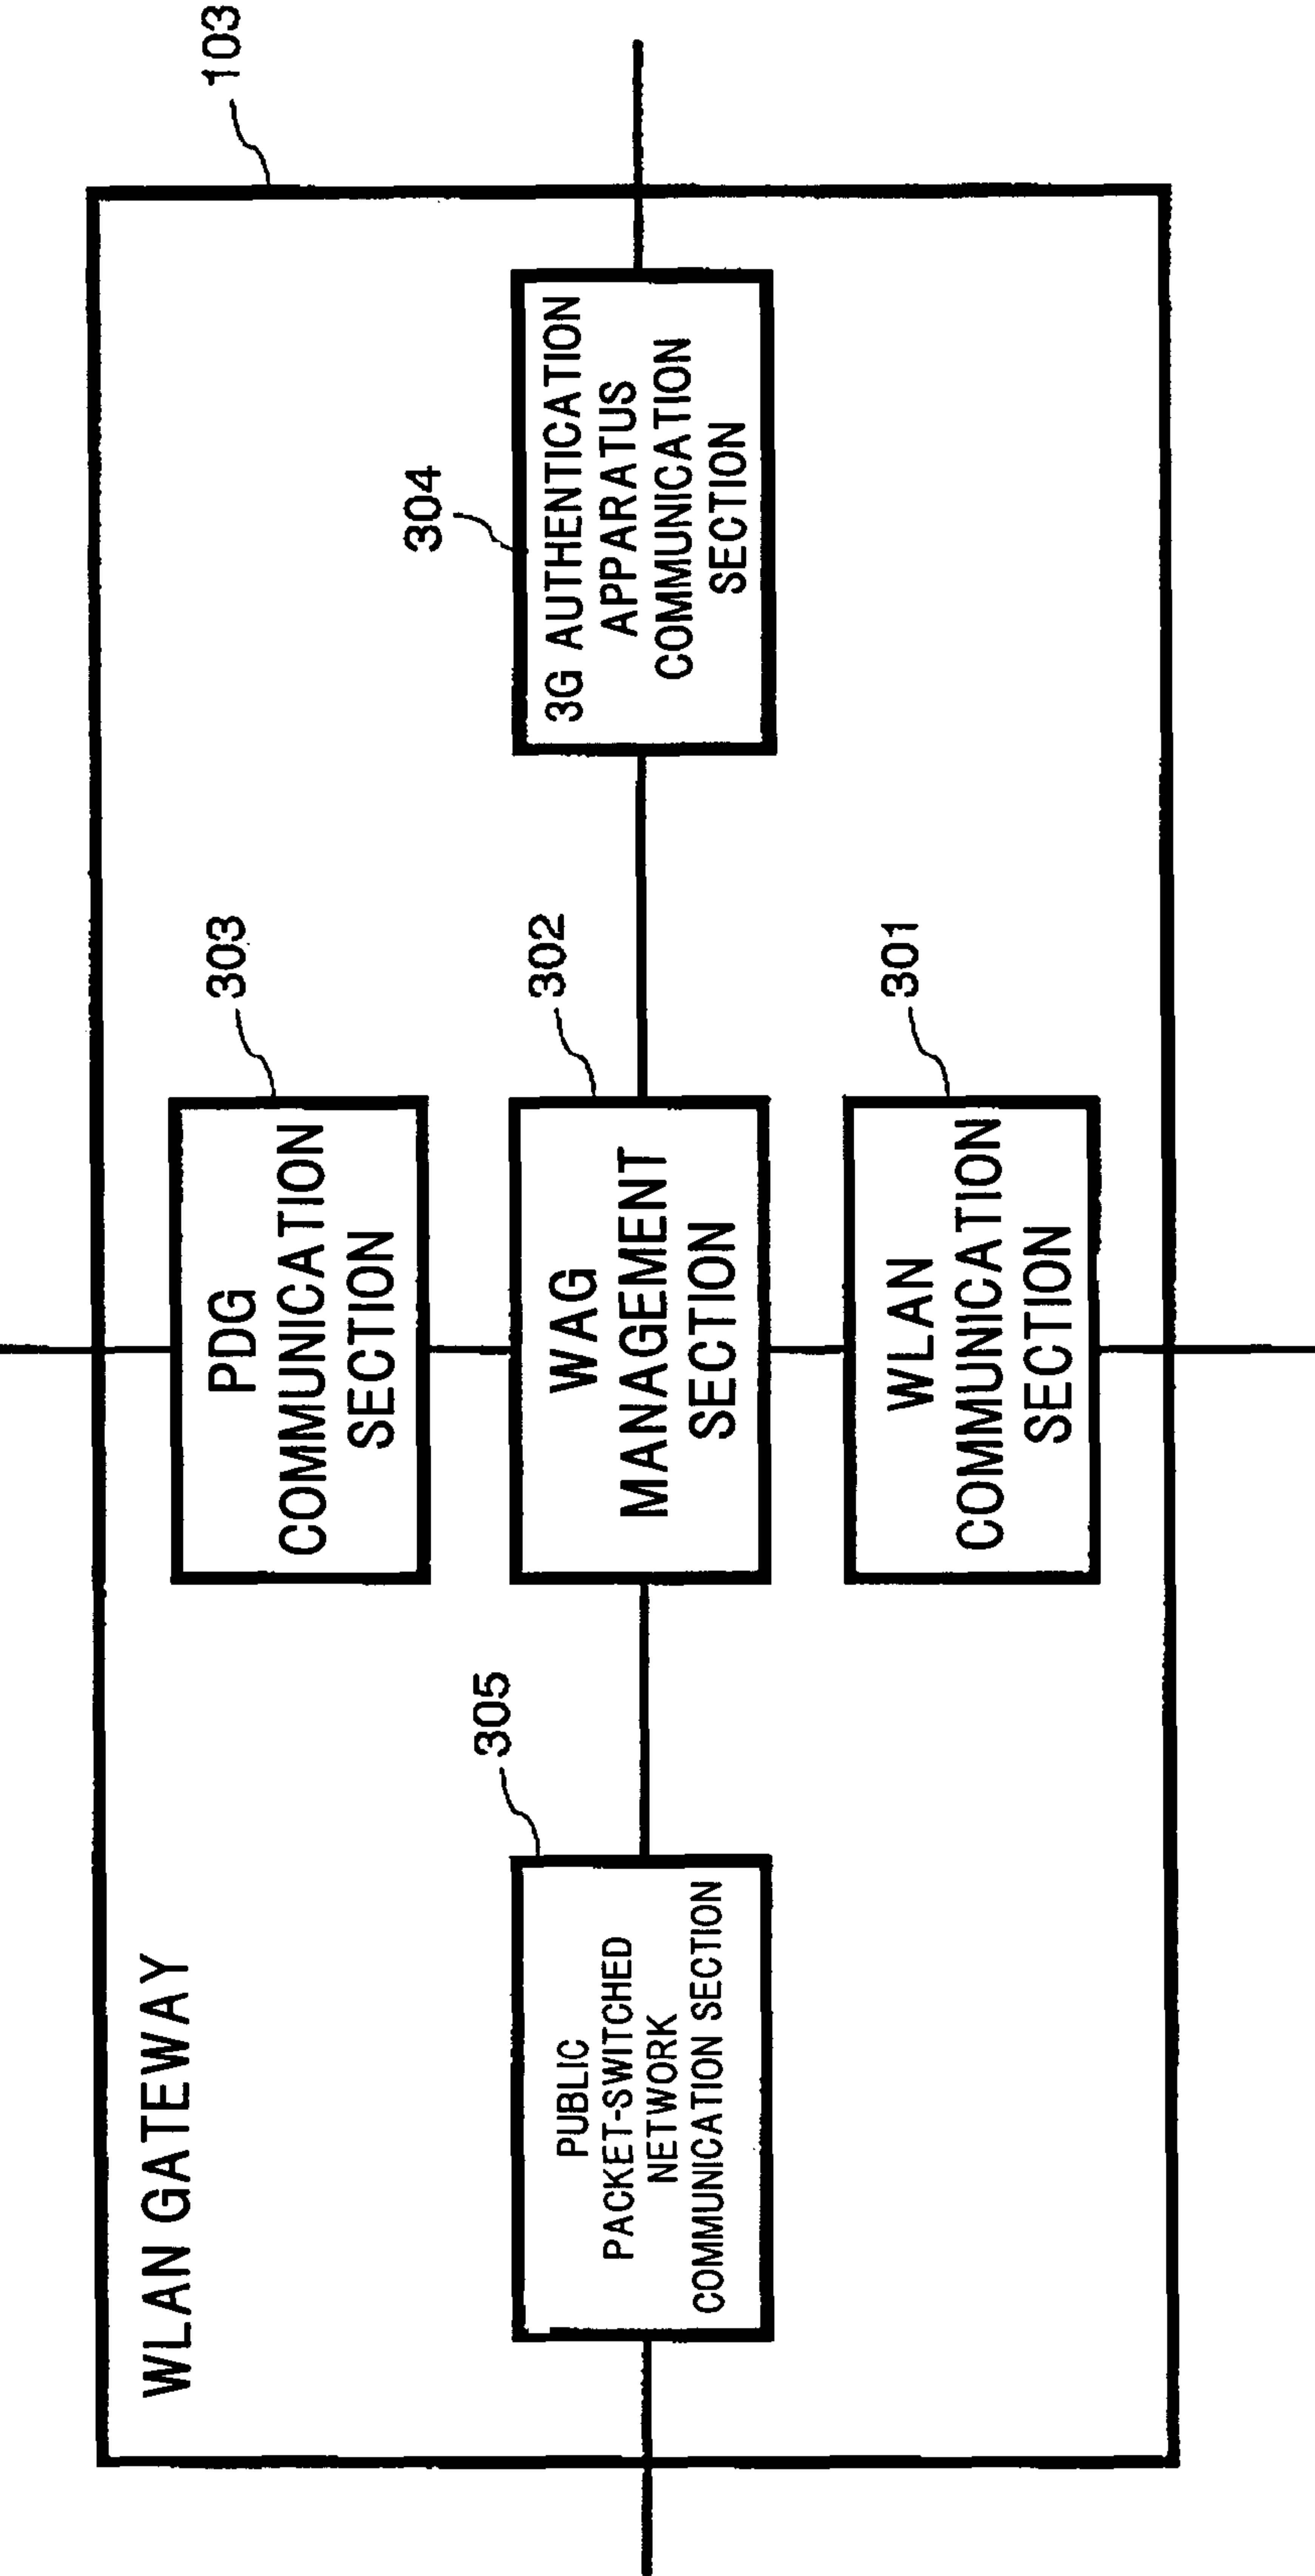 WLAN GATEWAY
103
303
PDG
COMMUNICATION
SECTION
305
PUBLIC
PACKET-SWITCHED
NETWORK
COMMUNICATION SECTION
302
WAG
MANAGEMENT
SECTION
304
3G AUTHENTICATION
APPARATUS
COMMUNICATION
SECTION
301
WLAN
COMMUNICATION
SECTION